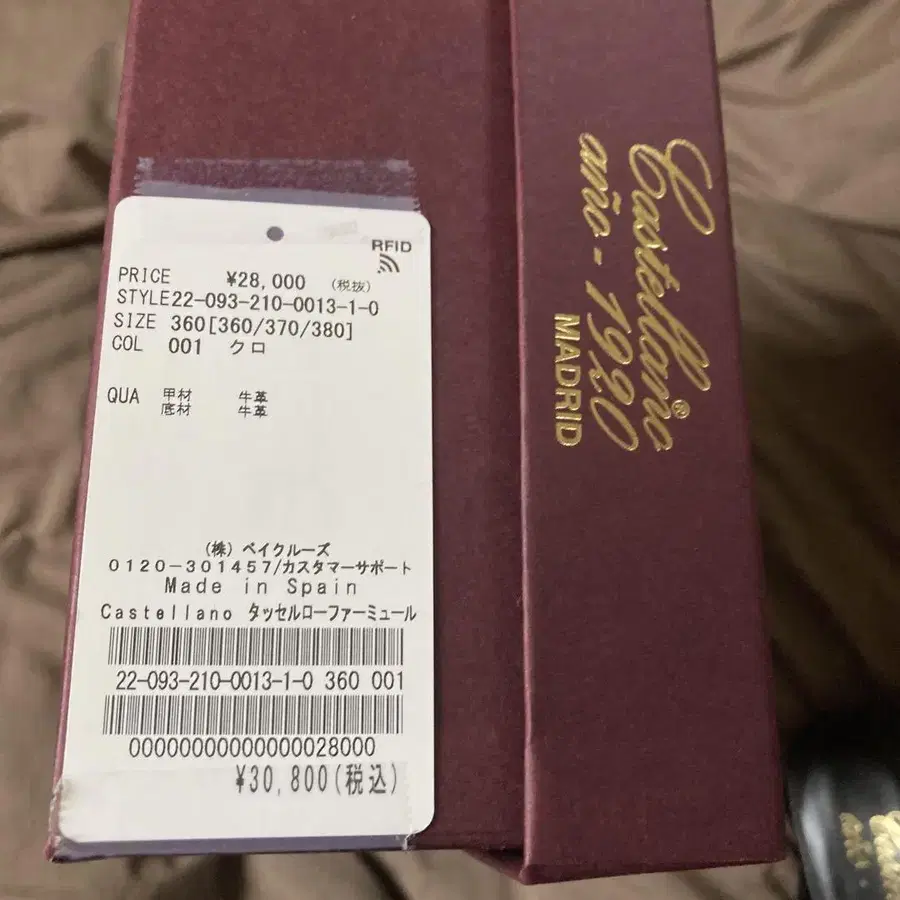 RFID
PRICE ¥28,000 (税抜)
STYLE22-093-210-0013-1-0
SIZE 360[360/370/380]
COL 001 クロ
QUA 甲材 牛革
底材 牛革
(株) ベイクルーズ
0120-301457/カスタマーサポート
Made in Spain
Castellano タッセルローファーミュール
22-093-210-0013-1-0 360 001
00000000000000028000
¥30,800(税込)
Castellano®
año - 1920
MADRID